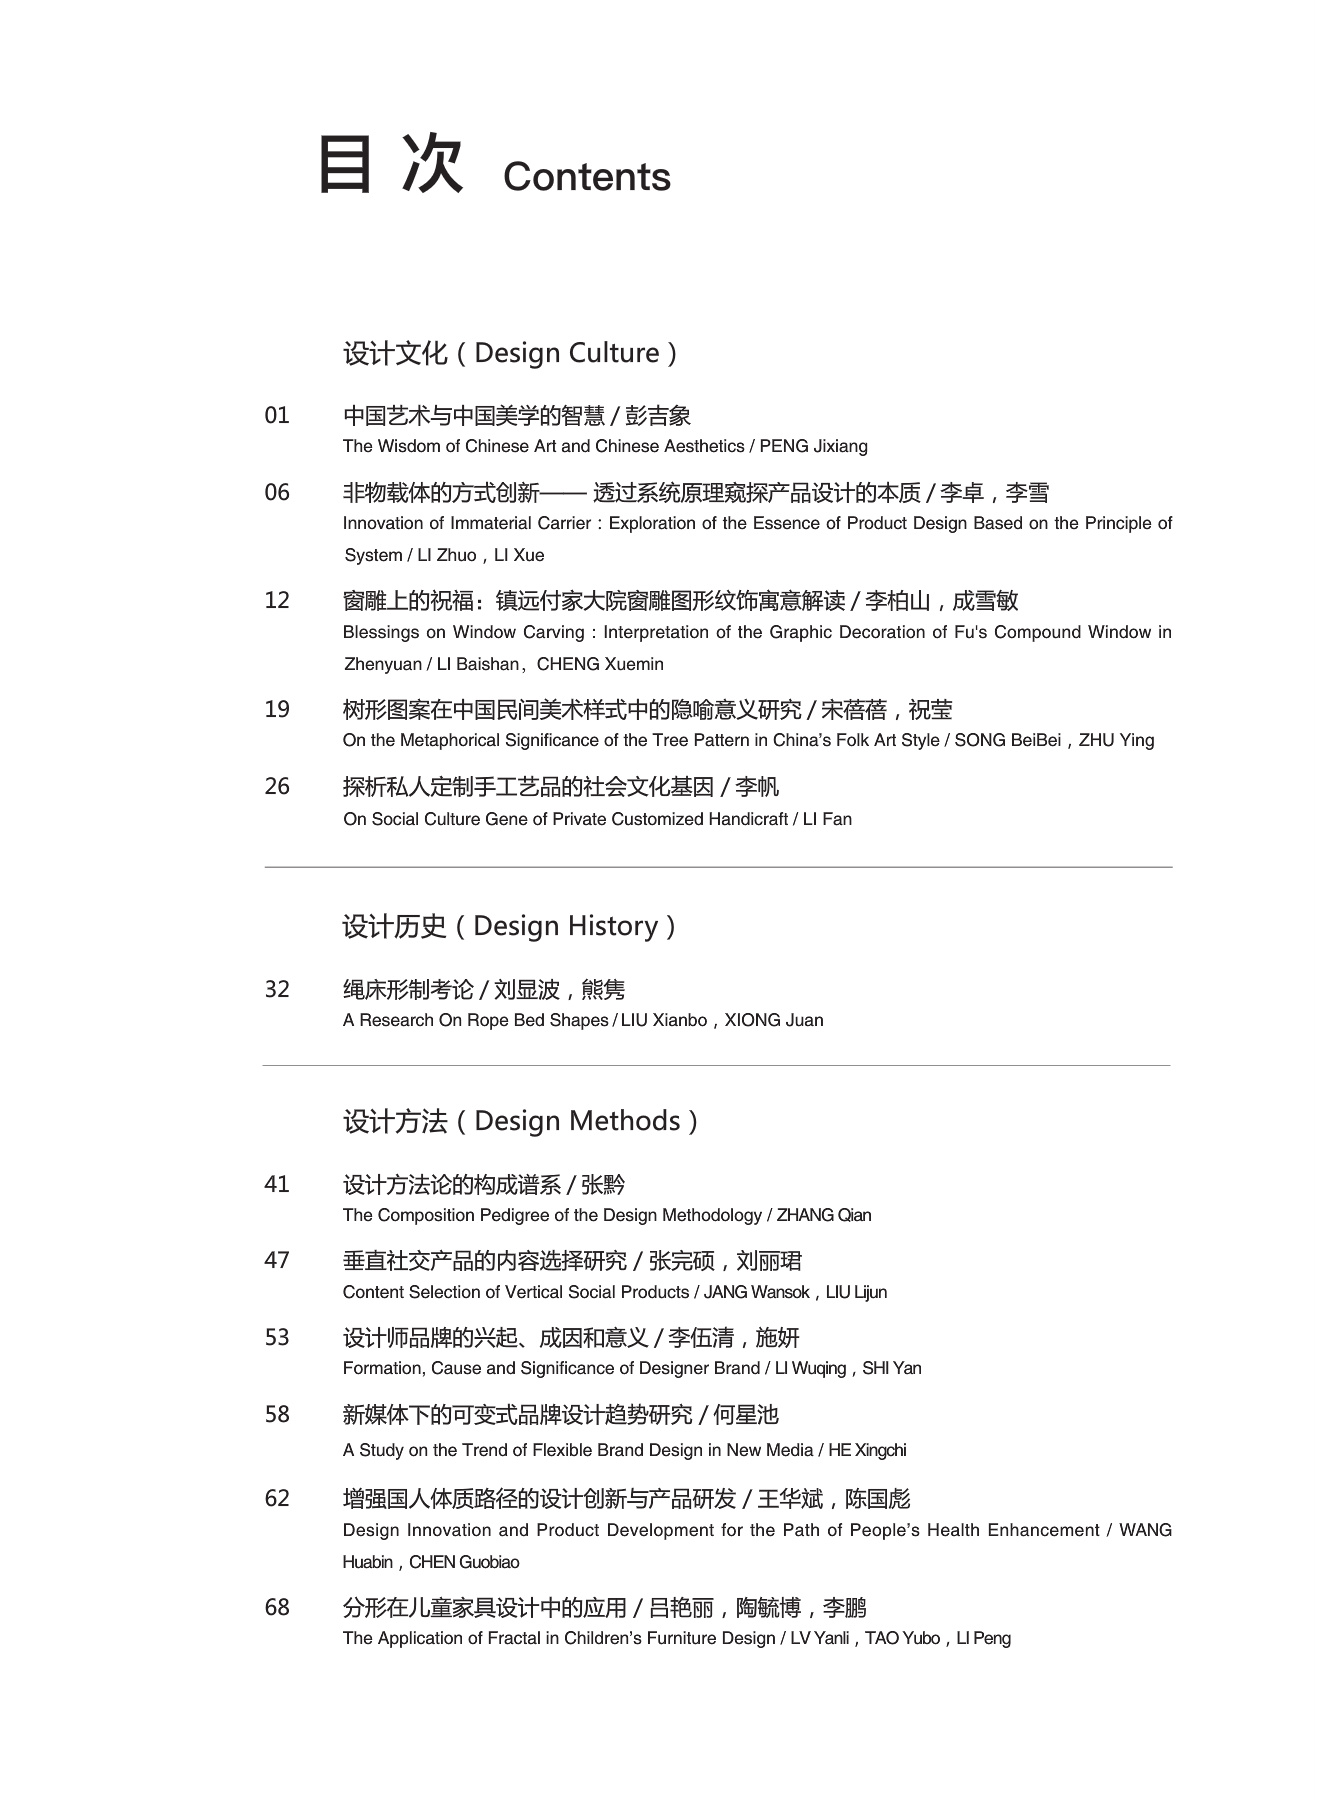 目 次 Contents
设计文化（Design Culture）
01 中国艺术与中国美学的智慧 / 彭吉象
The Wisdom of Chinese Art and Chinese Aesthetics / PENG Jixiang
06 非物载体的方式创新—— 透过系统原理窥探产品设计的本质 / 李卓，李雪
Innovation of Immaterial Carrier : Exploration of the Essence of Product Design Based on the Principle of
System / LI Zhuo , LI Xue
12 窗雕上的祝福：镇远付家大院窗雕图形纹饰寓意解读 / 李柏山，成雪敏
Blessings on Window Carving : Interpretation of the Graphic Decoration of Fu's Compound Window in
Zhenyuan / LI Baishan, CHENG Xuemin
19 树形图案在中国民间美术样式中的隐喻意义研究 / 宋蓓蓓，祝莹
On the Metaphorical Significance of the Tree Pattern in China’s Folk Art Style / SONG BeiBei , ZHU Ying
26 探析私人定制手工艺品的社会文化基因 / 李帆
On Social Culture Gene of Private Customized Handicraft / LI Fan
设计历史（Design History）
32 绳床形制考论 / 刘显波，熊隽
A Research On Rope Bed Shapes / LIU Xianbo , XIONG Juan
设计方法（Design Methods）
41 设计方法论的构成谱系 / 张黔
The Composition Pedigree of the Design Methodology / ZHANG Qian
47 垂直社交产品的内容选择研究 / 张完硕，刘丽珺
Content Selection of Vertical Social Products / JANG Wansok , LIU Lijun
53 设计师品牌的兴起、成因和意义 / 李伍清，施妍
Formation, Cause and Significance of Designer Brand / LI Wuqing , SHI Yan
58 新媒体下的可变式品牌设计趋势研究 / 何星池
A Study on the Trend of Flexible Brand Design in New Media / HE Xingchi
62 增强国人体质路径的设计创新与产品研发 / 王华斌，陈国彪
Design Innovation and Product Development for the Path of People’s Health Enhancement / WANG
Huabin , CHEN Guobiao
68 分形在儿童家具设计中的应用 / 吕艳丽，陶毓博，李鹏
The Application of Fractal in Children’s Furniture Design / LV Yanli , TAO Yubo , LI Peng